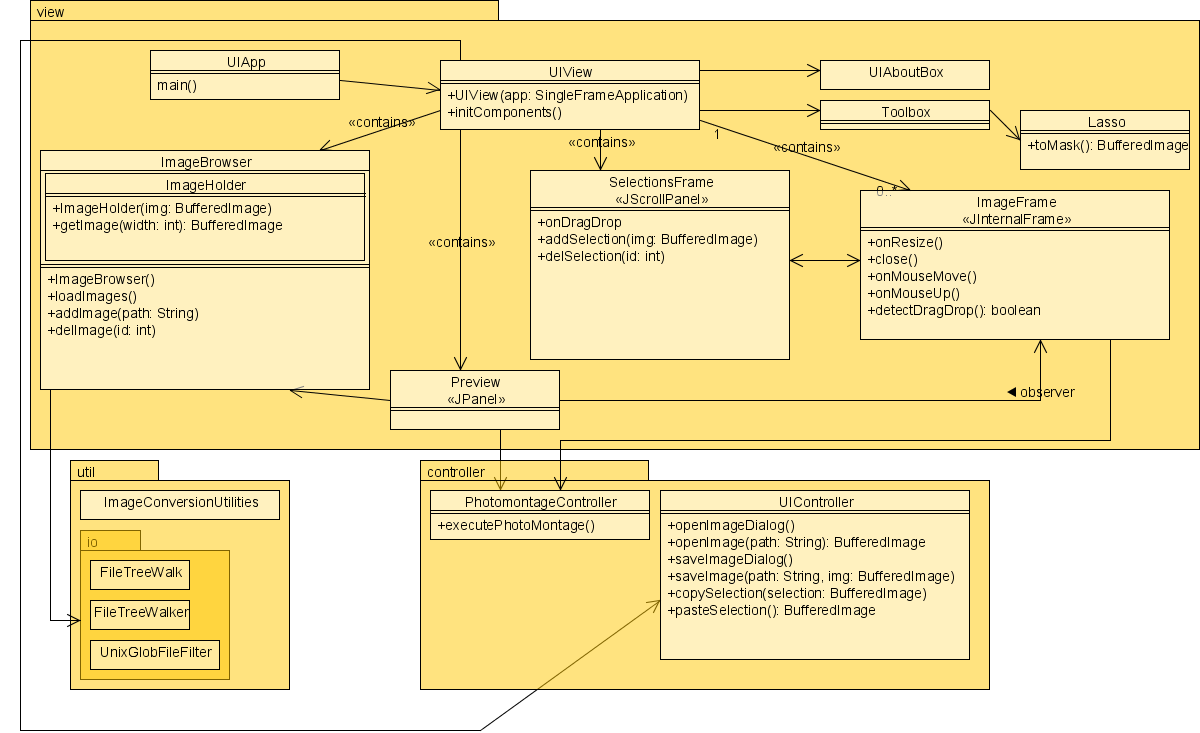 view
UIApp
main()
UIView
+UIView(app: SingleFrameApplication)
+initComponents()
UIAboutBox
Toolbox
Lasso
+toMask(): BufferedImage
«contains»
«contains»
1
«contains»
0..*
«contains»
ImageBrowser
ImageHolder
+ImageHolder(img: BufferedImage)
+getImage(width: int): BufferedImage
+ImageBrowser()
+loadImages()
+addImage(path: String)
+delImage(id: int)
SelectionsFrame
«JScrollPanel»
+onDragDrop
+addSelection(img: BufferedImage)
+delSelection(id: int)
ImageFrame
«JInternalFrame»
+onResize()
+close()
+onMouseMove()
+onMouseUp()
+detectDragDrop(): boolean
Preview
«JPanel»
◄ observer
util
ImageConversionUtilities
io
FileTreeWalk
FileTreeWalker
UnixGlobFileFilter
controller
PhotomontageController
+executePhotoMontage()
UIController
+openImageDialog()
+openImage(path: String): BufferedImage
+saveImageDialog()
+saveImage(path: String, img: BufferedImage)
+copySelection(selection: BufferedImage)
+pasteSelection(): BufferedImage